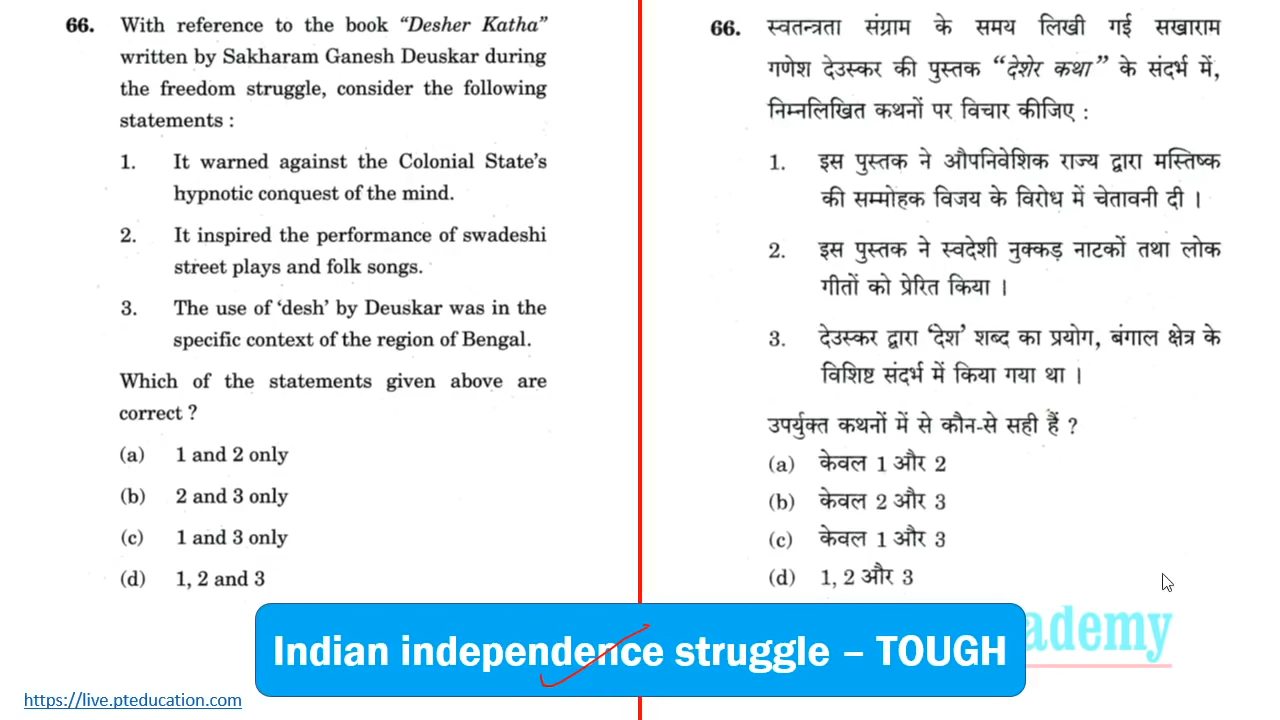 66. With reference to the book “Desher Katha”
written by Sakharam Ganesh Deuskar during
the freedom struggle, consider the following
statements :
1. It warned against the Colonial State's
hypnotic conquest of the mind.
2. It inspired the performance of swadeshi
street plays and folk songs.
3. The use of ‘desh’ by Deuskar was in the
specific context of the region of Bengal.
Which of the statements given above are
correct ?
(a) 1 and 2 only
(b) 2 and 3 only
(c) 1 and 3 only
(d) 1, 2 and 3
66. स्वतन्त्रता संग्राम के समय लिखी गई सखाराम
गणेश देउस्कर की पुस्तक “देशेर कथा” के संदर्भ में,
निम्नलिखित कथनों पर विचार कीजिए :
1. इस पुस्तक ने औपनिवेशिक राज्य द्वारा मस्तिष्क
की सम्मोहक विजय के विरोध में चेतावनी दी ।
2. इस पुस्तक ने स्वदेशी नुक्कड़ नाटकों तथा लोक
गीतों को प्रेरित किया ।
3. देउस्कर द्वारा ‘देश’ शब्द का प्रयोग, बंगाल क्षेत्र के
विशिष्ट संदर्भ में किया गया था ।
उपर्युक्त कथनों में से कौन-से सही हैं ?
(a) केवल 1 और 2
(b) केवल 2 और 3
(c) केवल 1 और 3
(d) 1, 2 और 3
ademy
Indian independence struggle – TOUGH
https://live.pteducation.com